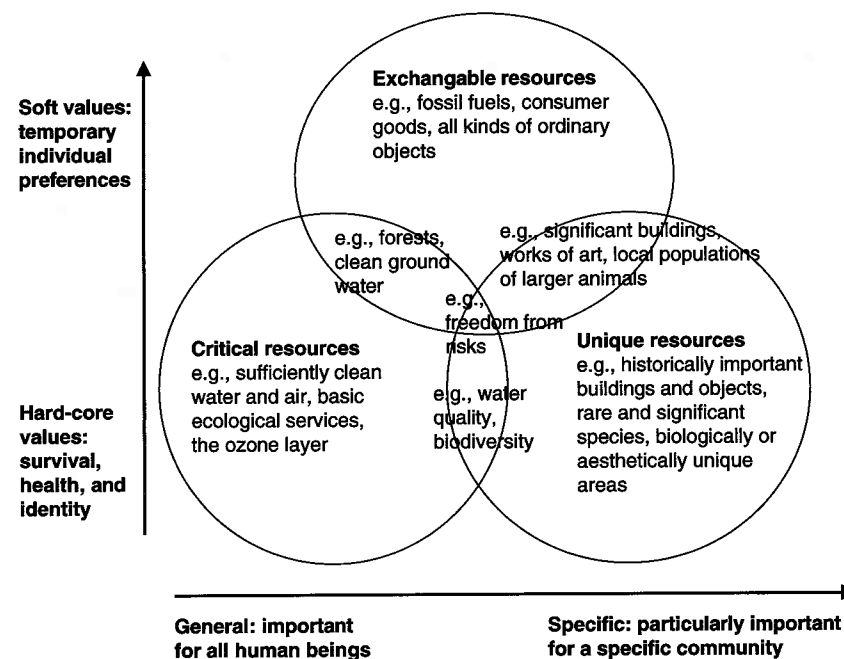 Exchangable resources
e.g., fossil fuels, consumer
goods, all kinds of ordinary
objects
Soft values:
temporary
individual
preferences
e.g., forests,
clean ground
water
e.g., significant buildings,
works of art, local populations
of larger animals
e.g.,
freedom from
risks
Critical resources
e.g., sufficiently clean
water and air, basic
ecological services,
the ozone layer
Unique resources
e.g., historically important
buildings and objects,
rare and significant
species, biologically or
aesthetically unique
areas
e.g., water
quality,
biodiversity
Hard-core
values:
survival,
health, and
identity
General: important
for all human beings
Specific: particularly important
for a specific community